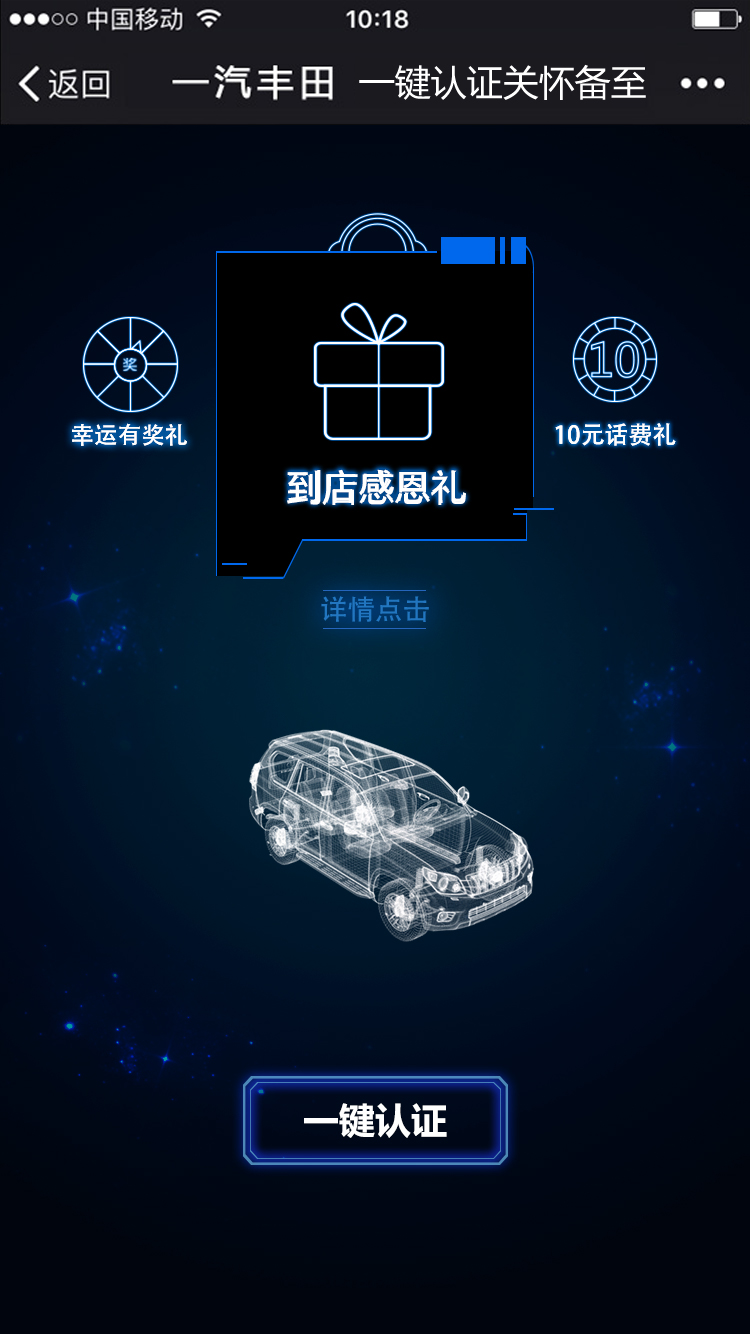 中国移动 10:18
返回 一汽丰田 一键认证关怀备至
奖
10
幸运有奖礼
10元话费礼
到店感恩礼
详情点击
一键认证